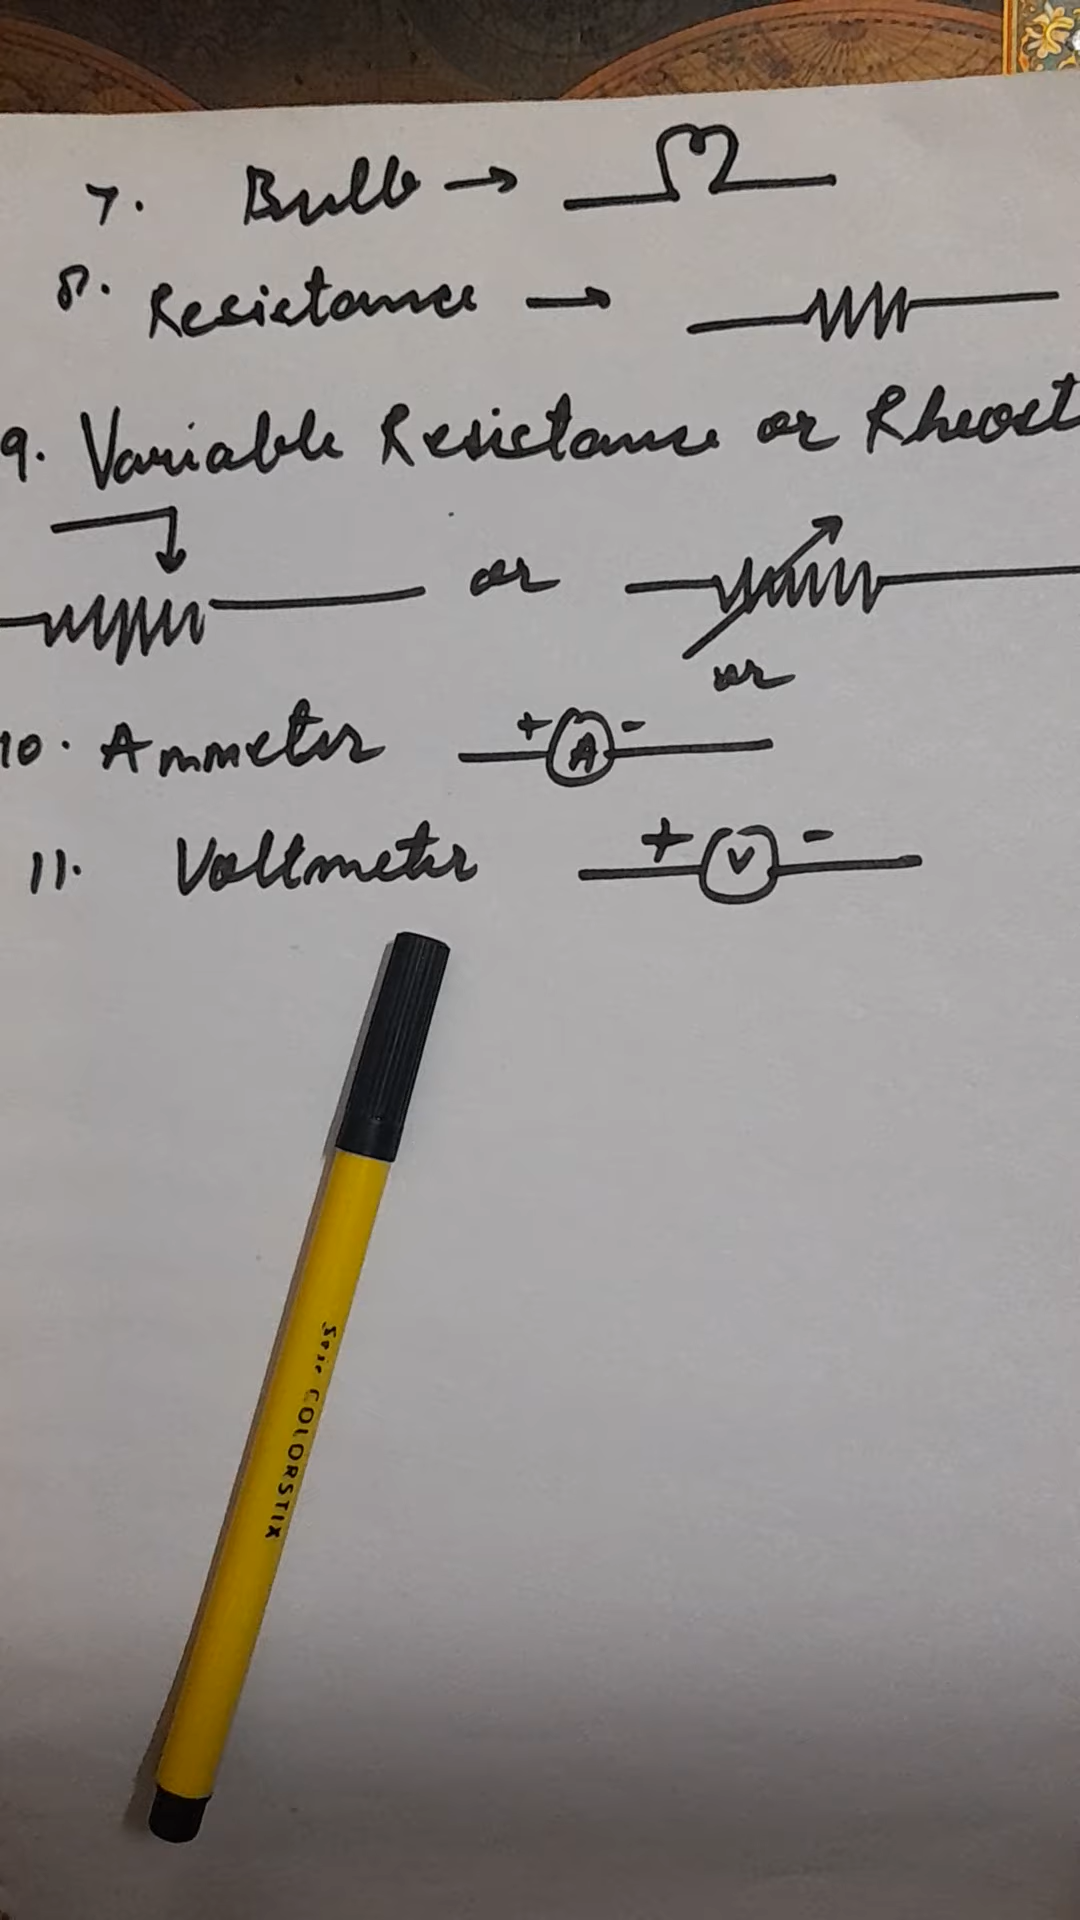 7. Bulb →
8. Resistance →
9. Variable Resistance or Rheost
or
or
10. Ammeter + A -
11. Voltmeter + V -
COLORSTIX